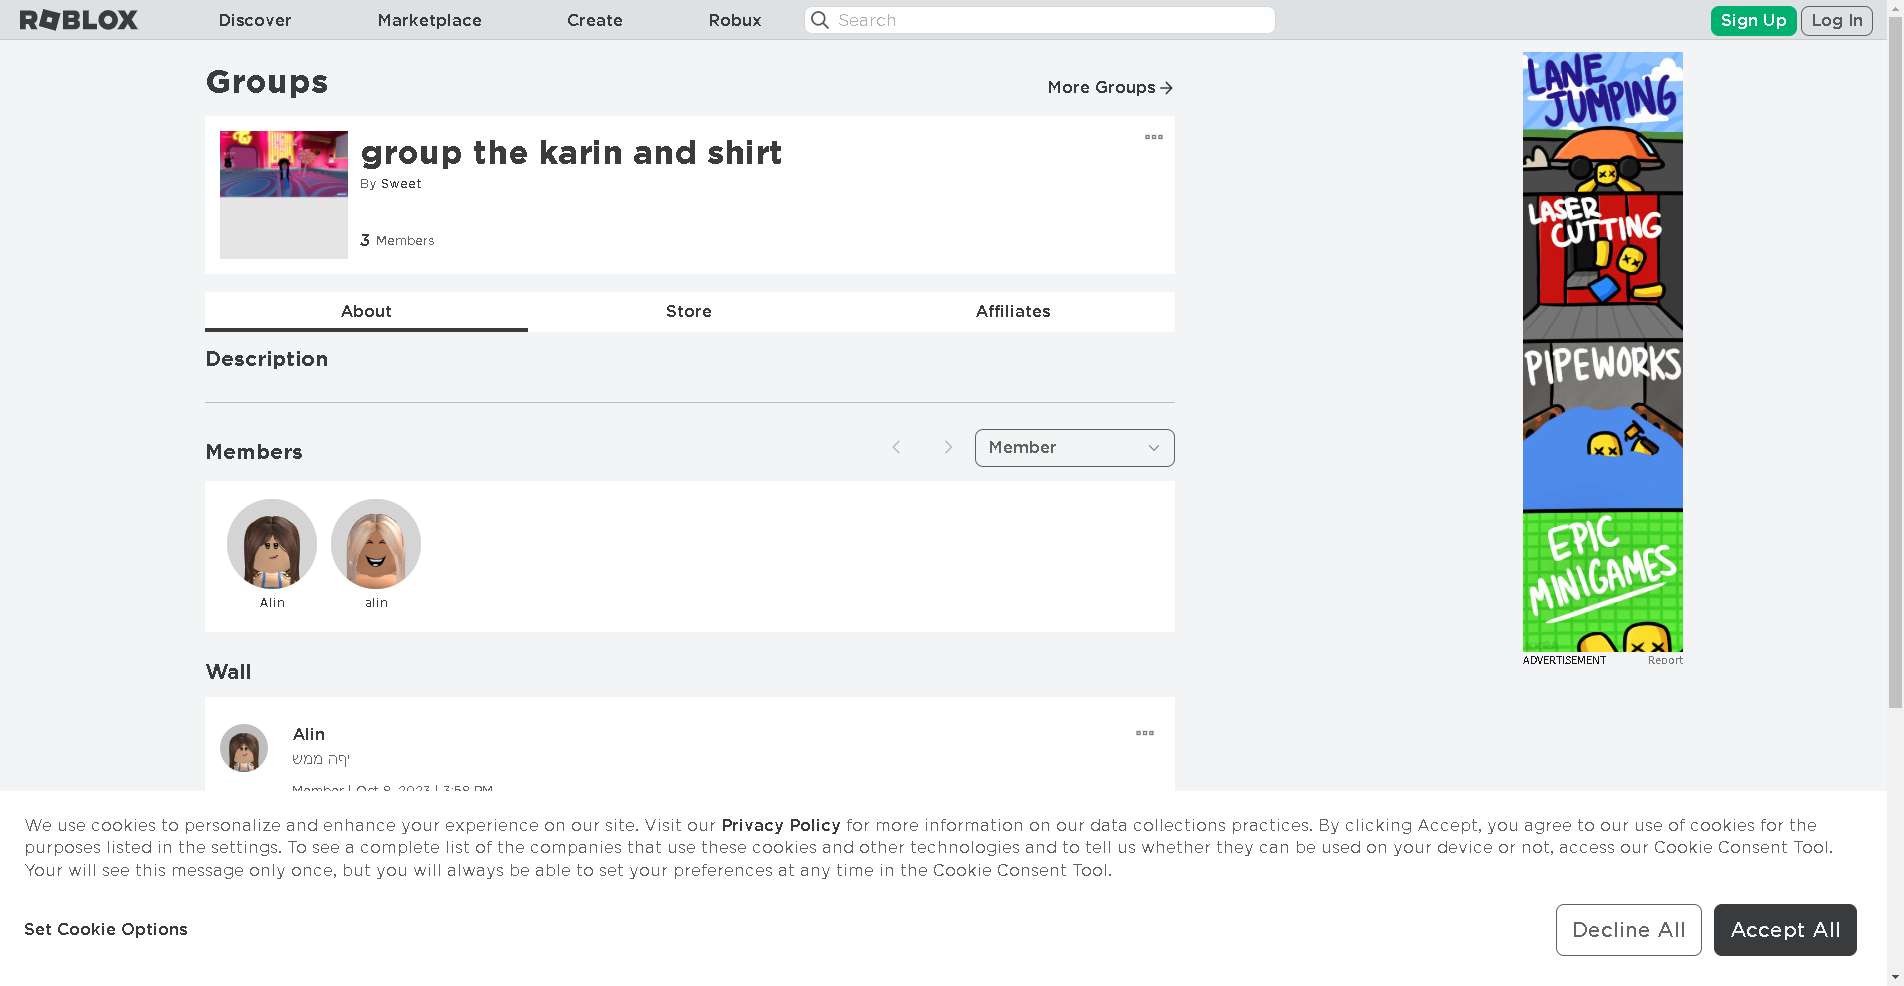 ROBLOX
Discover
Marketplace
Create
Robux
Search
Sign Up
Log In
Groups
More Groups
group the karin and shirt
By Sweet
3 Members
About
Store
Affiliates
Description
Members
Member
Alin
alin
Wall
Alin
יפה ממש
Member | Oct 8, 2023 | 3:58 PM
LANE
JUMPING
LASER
CUTTING
PIPEWORKS
EPIC
MINIGAMES
ADVERTISEMENT
Report
We use cookies to personalize and enhance your experience on our site. Visit our Privacy Policy for more information on our data collections practices. By clicking Accept, you agree to our use of cookies for the
purposes listed in the settings. To see a complete list of the companies that use these cookies and other technologies and to tell us whether they can be used on your device or not, access our Cookie Consent Tool.
Your will see this message only once, but you will always be able to set your preferences at any time in the Cookie Consent Tool.
Set Cookie Options
Decline All
Accept All